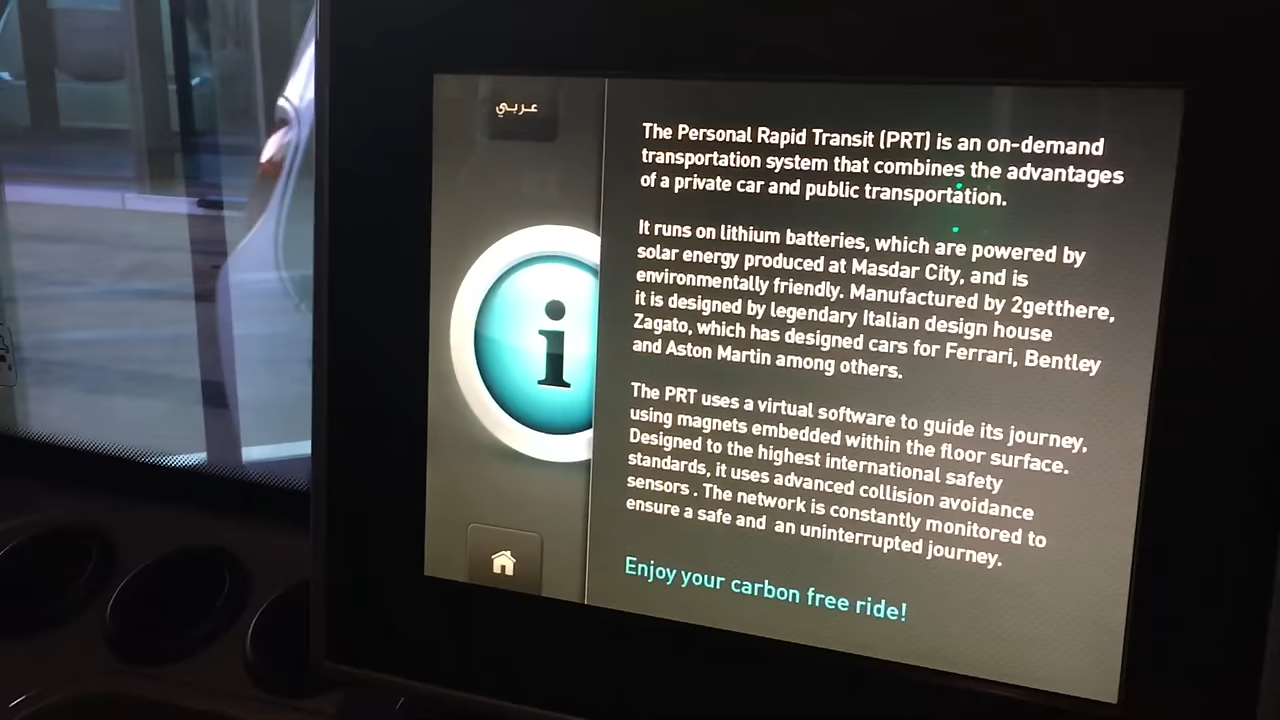 عربي
The Personal Rapid Transit (PRT) is an on-demand
transportation system that combines the advantages
of a private car and public transportation.
It runs on lithium batteries, which are powered by
solar energy produced at Masdar City, and is
environmentally friendly. Manufactured by 2getthere,
it is designed by legendary Italian design house
Zagato, which has designed cars for Ferrari, Bentley
and Aston Martin among others.
The PRT uses a virtual software to guide its journey,
using magnets embedded within the floor surface.
Designed to the highest international safety
standards, it uses advanced collision avoidance
sensors . The network is constantly monitored to
ensure a safe and  an uninterrupted journey.
Enjoy your carbon free ride!